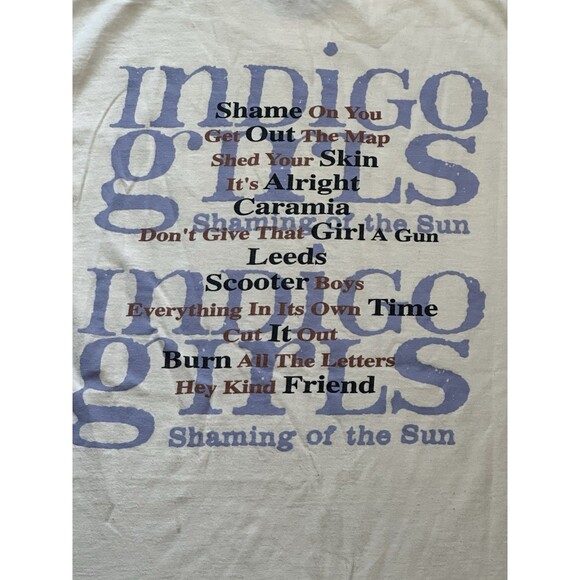 INDiGO
Shame On You
Get Out The Map
girLS
Shed Your Skin
It's Alright
Caramia
Shaming of the Sun
Don't Give That Girl A Gun
Leeds
INDiGO
Scooter Boys
Everything In Its Own Time
Cut It Out
girLS
Burn All The Letters
Hey Kind Friend
Shaming of the Sun